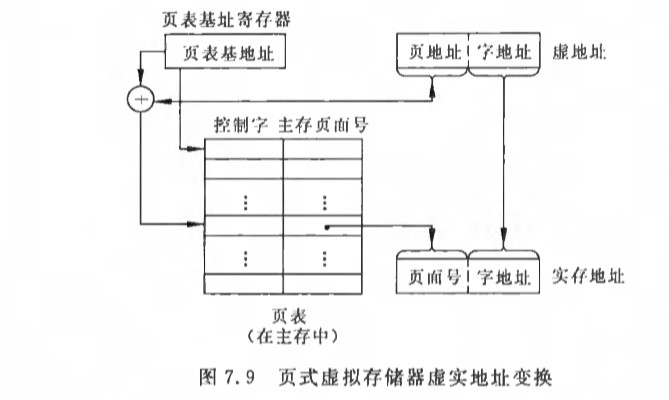 页表基址寄存器
页表基地址
页地址 字地址 虚地址
控制字 主存页面号
页面号 字地址 实存地址
页表
(在主存中)
图 7.9 页式虚拟存储器虚实地址变换